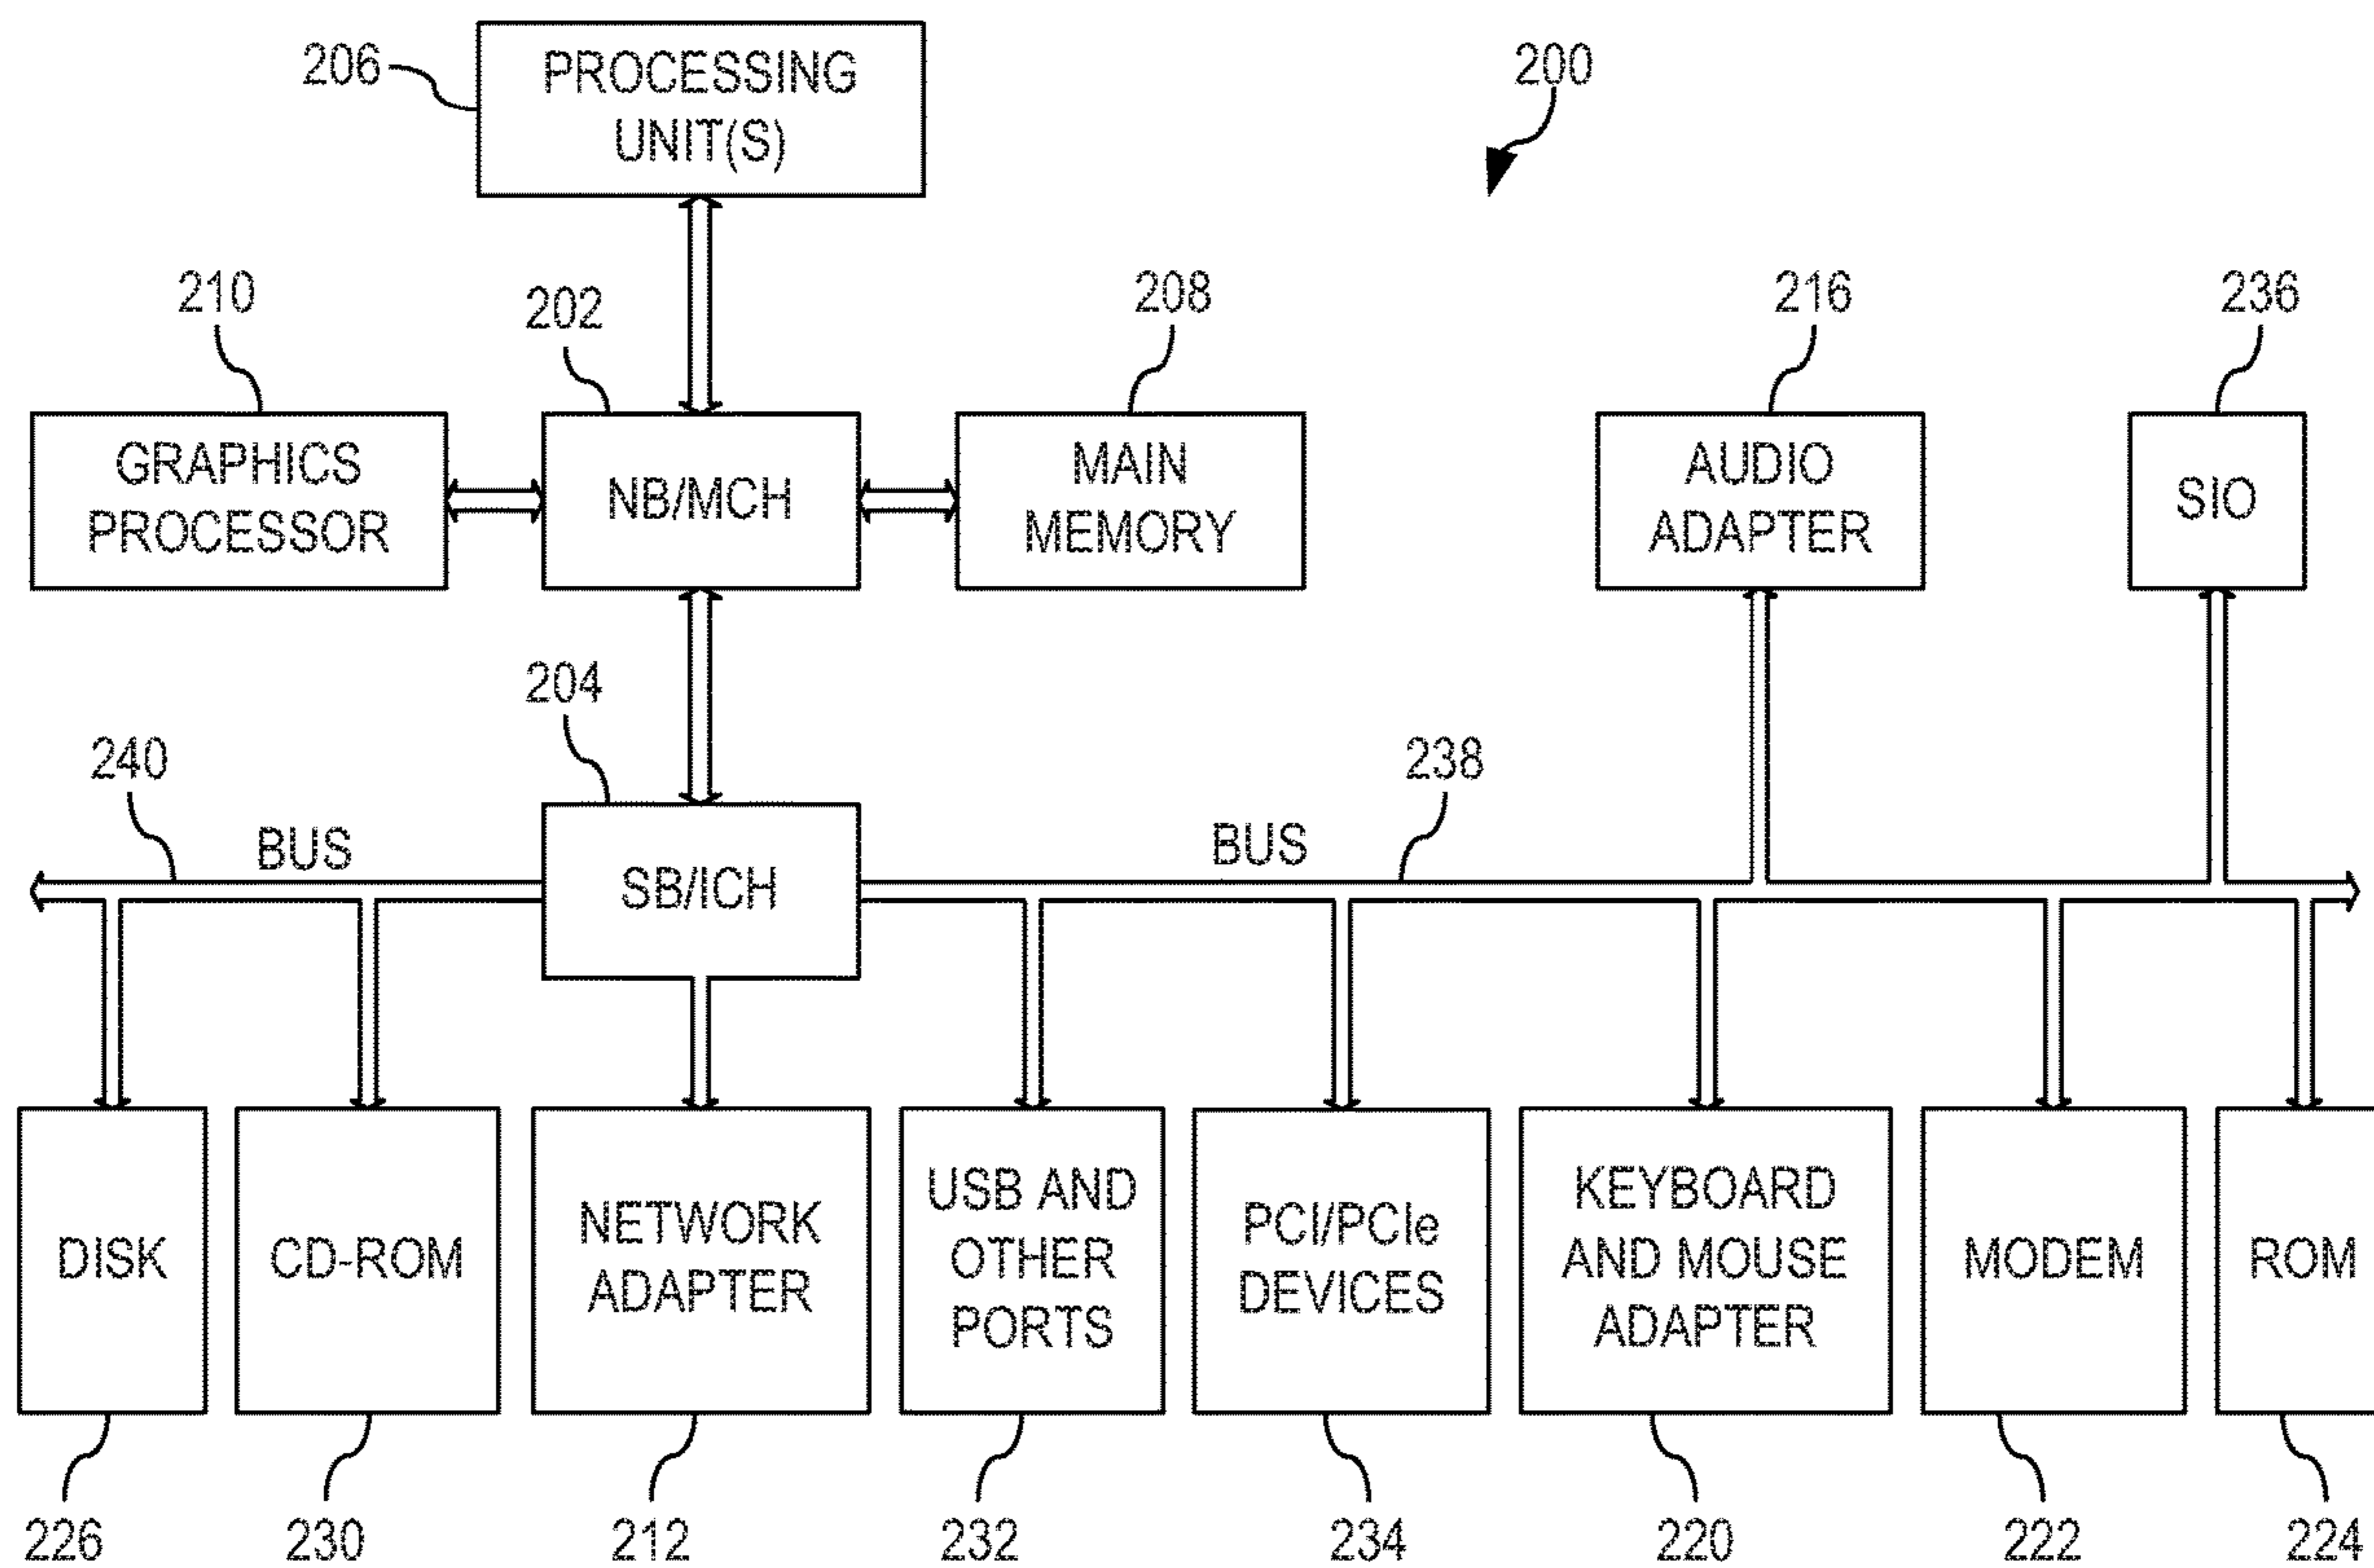 206
PROCESSING
UNIT(S)
200
210
202
208
216
236
GRAPHICS
PROCESSOR
NB/MCH
MAIN
MEMORY
AUDIO
ADAPTER
SIO
204
240
238
BUS
BUS
SB/ICH
DISK
CD-ROM
NETWORK
ADAPTER
USB AND
OTHER
PORTS
PCI/PCIe
DEVICES
KEYBOARD
AND MOUSE
ADAPTER
MODEM
ROM
226
230
212
232
234
220
222
224